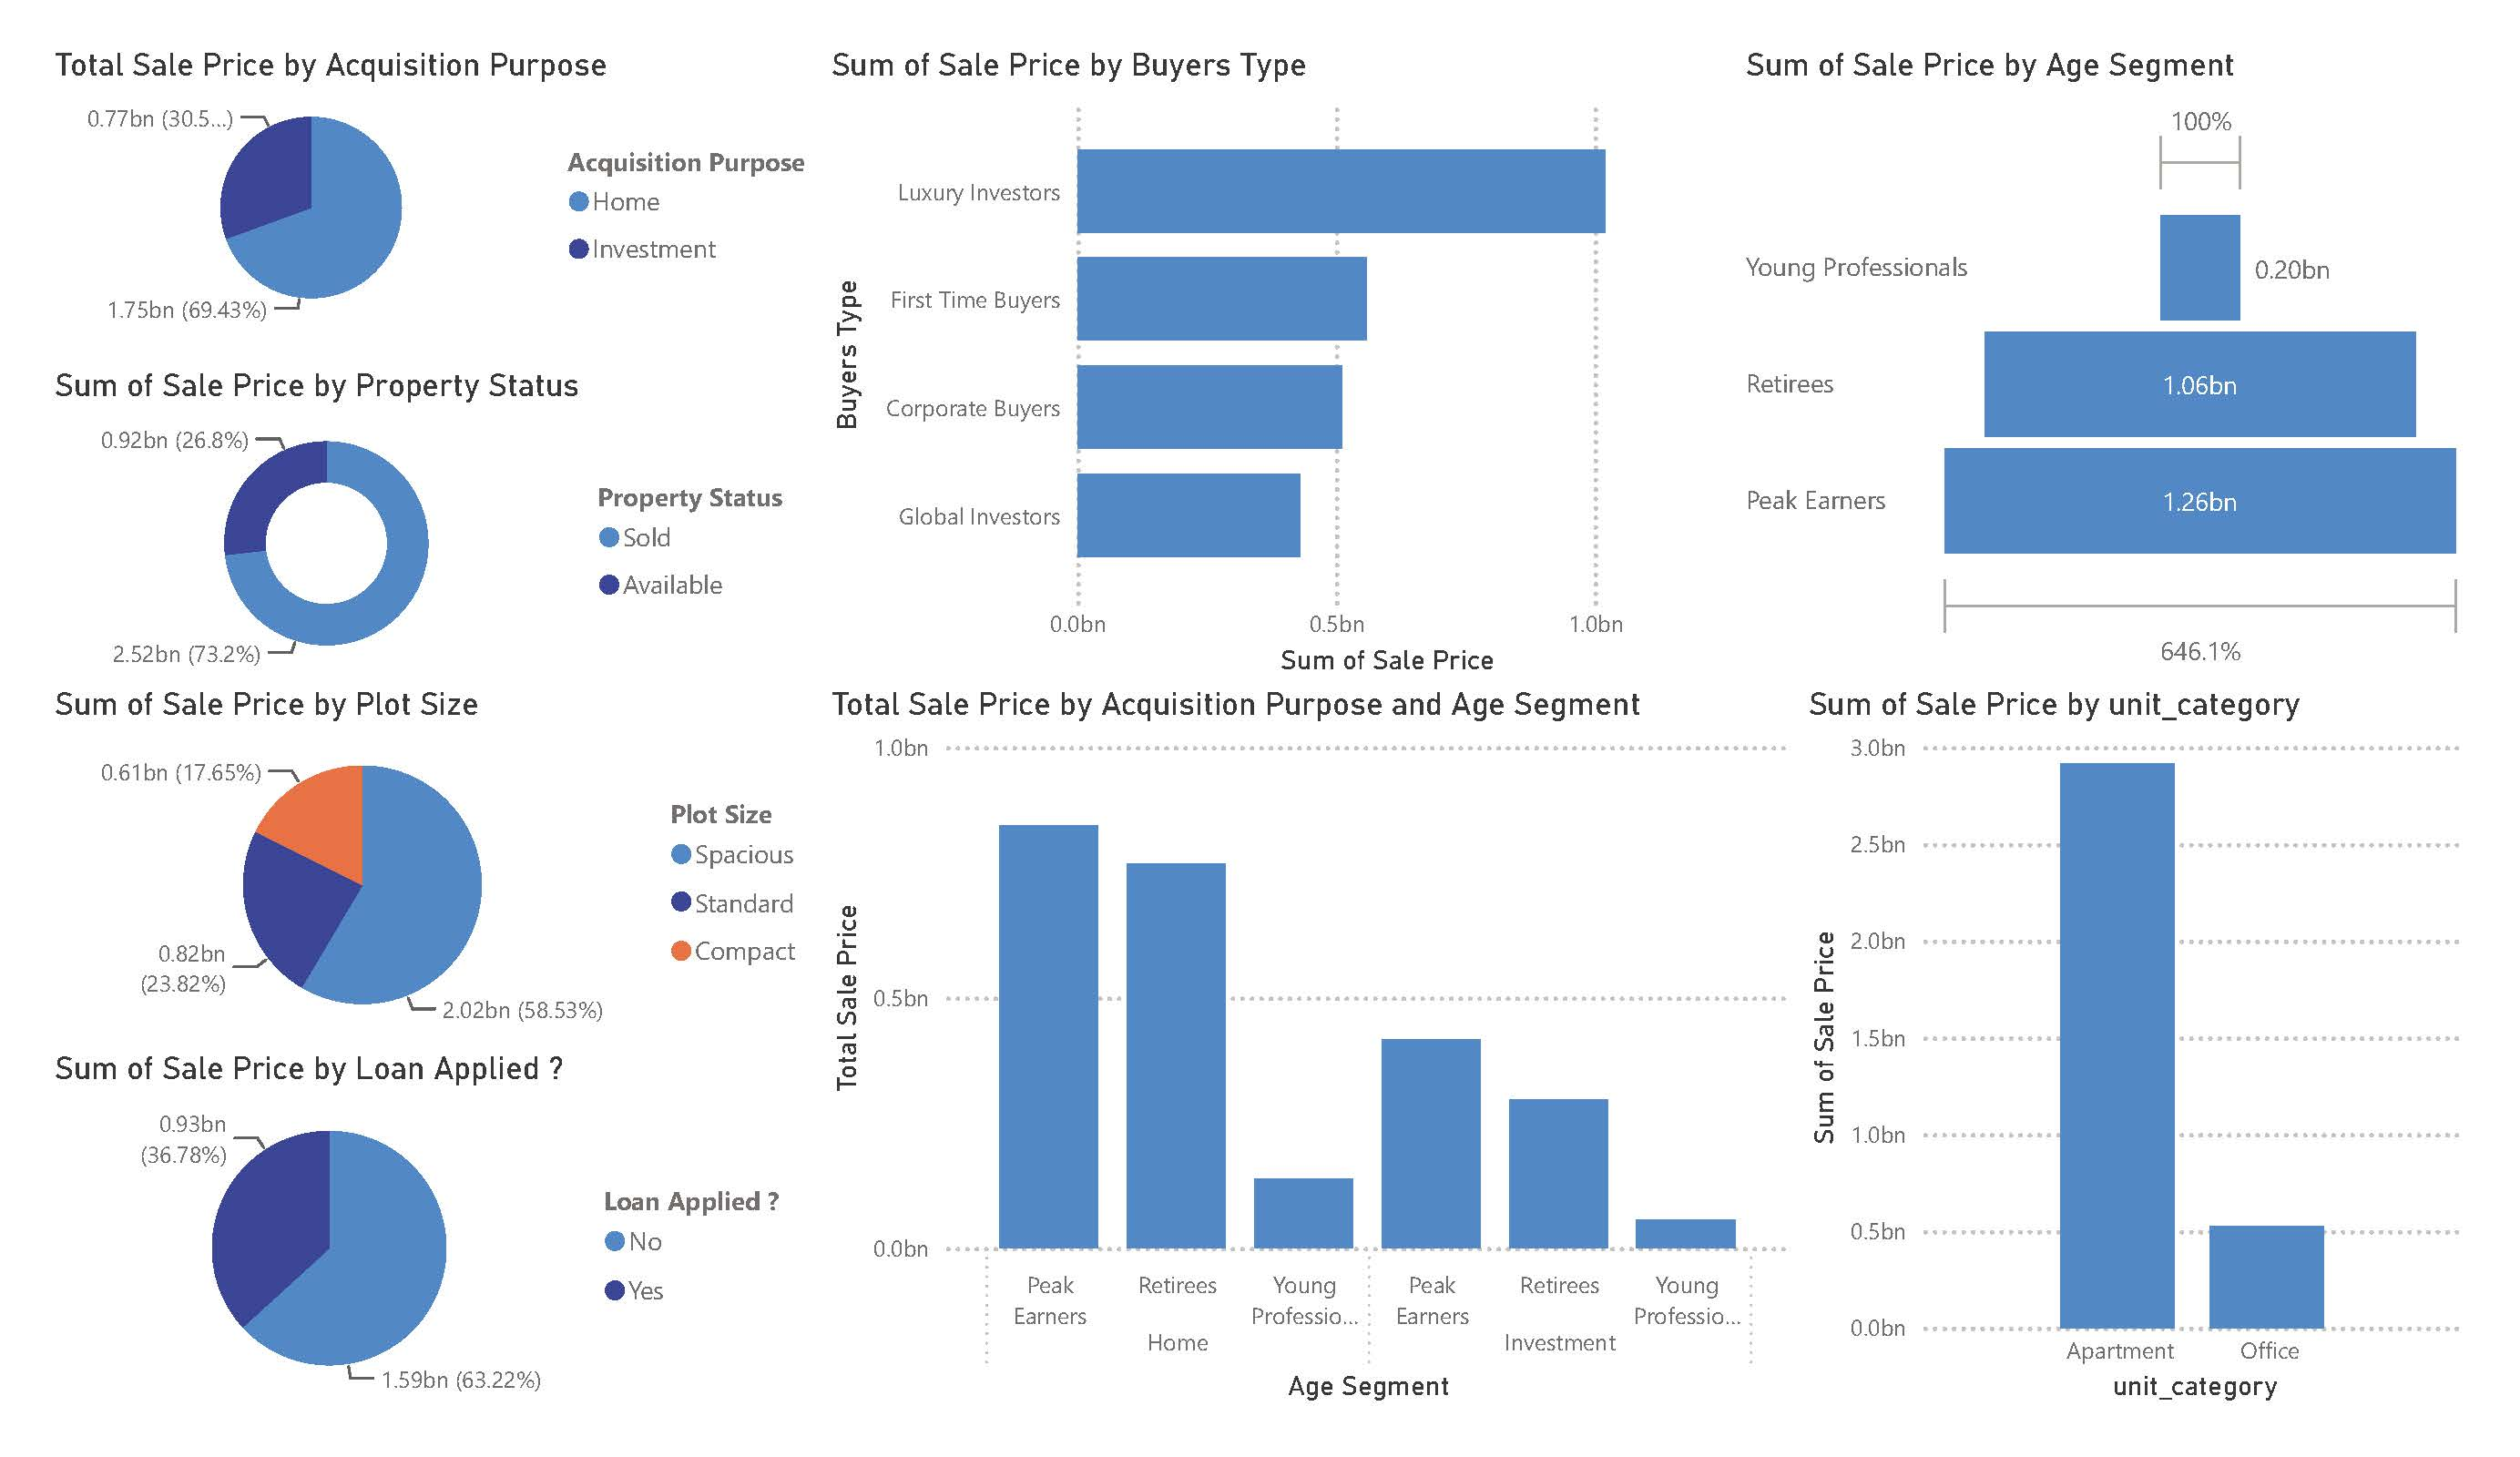 Total Sale Price by Acquisition Purpose
0.77bn (30.5...)
1.75bn (69.43%)
Acquisition Purpose
Home
Investment
Sum of Sale Price by Property Status
0.92bn (26.8%)
2.52bn (73.2%)
Property Status
Sold
Available
Sum of Sale Price by Plot Size
0.61bn (17.65%)
0.82bn
(23.82%)
2.02bn (58.53%)
Plot Size
Spacious
Standard
Compact
Sum of Sale Price by Loan Applied ?
0.93bn
(36.78%)
1.59bn (63.22%)
Loan Applied ?
No
Yes
Sum of Sale Price by Buyers Type
Buyers Type
Luxury Investors
First Time Buyers
Corporate Buyers
Global Investors
0.0bn
0.5bn
1.0bn
Sum of Sale Price
Sum of Sale Price by Age Segment
100%
Young Professionals
0.20bn
Retirees
1.06bn
Peak Earners
1.26bn
646.1%
Total Sale Price by Acquisition Purpose and Age Segment
Total Sale Price
1.0bn
0.5bn
0.0bn
Peak
Earners
Retirees
Young
Professio...
Peak
Earners
Retirees
Young
Professio...
Home
Investment
Age Segment
Sum of Sale Price by unit_category
Sum of Sale Price
3.0bn
2.5bn
2.0bn
1.5bn
1.0bn
0.5bn
0.0bn
Apartment
Office
unit_category